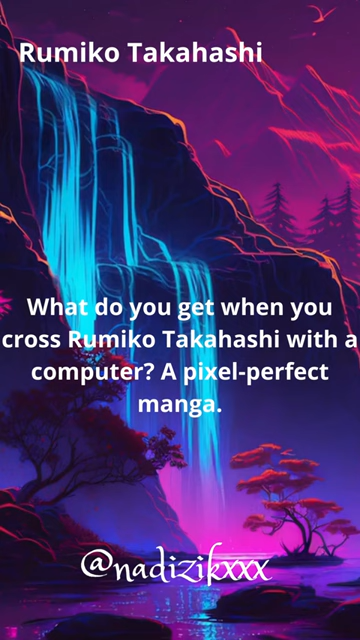 Rumiko Takahashi
What do you get when you
cross Rumiko Takahashi with a
computer? A pixel-perfect
manga.
@nadizikxxx